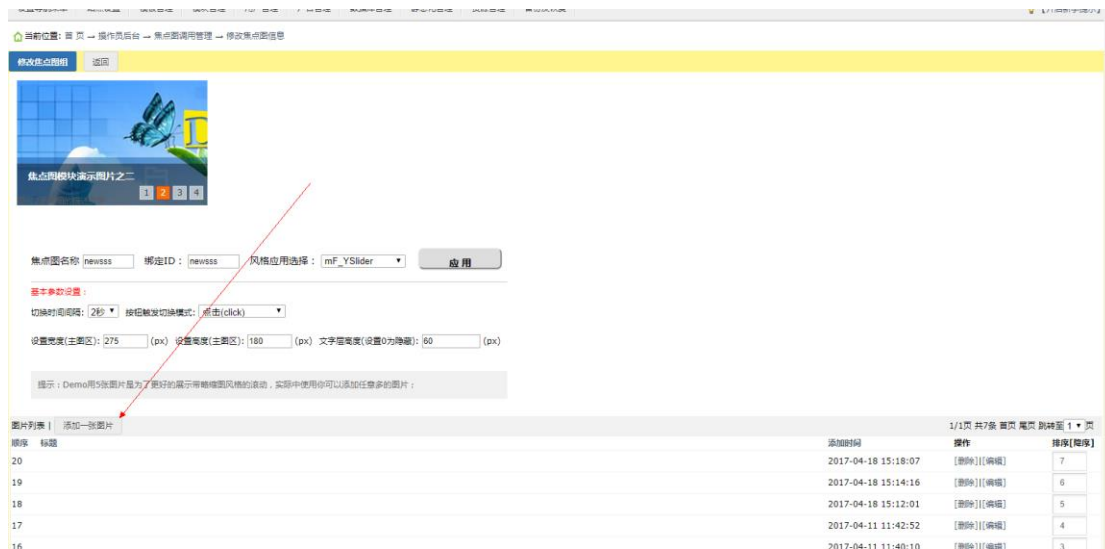 当前位置: 首 页 → 操作员后台 → 焦点图调用管理 → 修改焦点图信息
修改焦点图组 返回
焦点图模块演示图片之二
1 2 3 4
焦点图名称 newsss 绑定ID: newsss 风格应用选择: mF_YSlider 应 用
基本参数设置:
切换时间间隔: 2秒 按钮触发切换模式: 点击(click)
设置宽度(主图区): 275 (px) 设置高度(主图区): 180 (px) 文字层高度(设置0为隐藏): 60 (px)
提示:Demo用5张图片是为了更好的展示带略缩图风格的滚动,实际中使用你可以添加任意多的图片;
图片列表 | 添加一张图片 1/1页 共7条 首页 尾页 跳转至 1 页
顺序 标题 添加时间 操作 排序[降序]
20 2017-04-18 15:18:07 [删除][编辑] 7
19 2017-04-18 15:14:16 [删除][编辑] 6
18 2017-04-18 15:12:01 [删除][编辑] 5
17 2017-04-11 11:42:52 [删除][编辑] 4
16 2017-04-11 11:40:10 [删除][编辑] 3